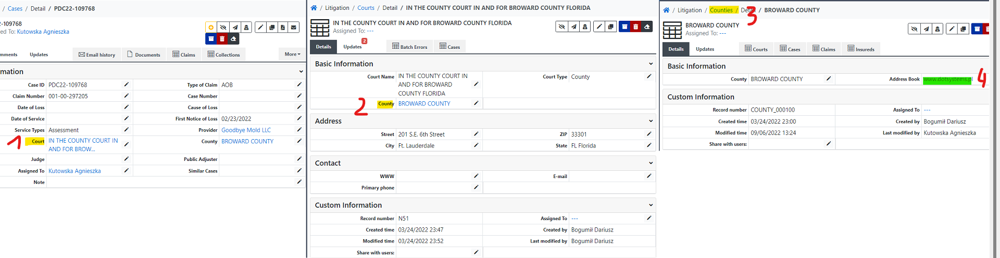 / Cases / Detail / PDC22-109768
2-109768
ed To: Kutowska Agnieszka
mments Updates Email history Documents Claims Collections More
mation
Case ID PDC22-109768 Type of Claim AOB
Claim Number 001-00-297205 Case Number
Date of Loss Cause of Loss
Date of Service First Notice of Loss 02/23/2022
Service Types Assessment Provider Goodbye Mold LLC
1 Court IN THE COUNTY COURT IN AND FOR BROW... County BROWARD COUNTY
Judge Public Adjuster
Assigned To Kutowska Agnieszka Similar Cases
Note
/ Litigation / Courts / Detail / IN THE COUNTY COURT IN AND FOR BROWARD COUNTY FLORIDA
IN THE COUNTY COURT IN AND FOR BROWARD COUNTY FLORIDA
Assigned To: ---
Details Updates 2 Batch Errors Cases
Basic Information
Court Name IN THE COUNTY COURT IN Court Type County
AND FOR BROWARD
COUNTY FLORIDA
2 County BROWARD COUNTY
Address
Street 201 S.E. 6th Street ZIP 33301
City Ft. Lauderdale State FL Florida
Contact
WWW E-mail
Primary phone
Custom Information
Record number N51 Assigned To ---
Created time 03/24/2022 23:47 Created by Bogumił Dariusz
Modified time 03/24/2022 23:52 Last modified by Bogumił Dariusz
Share with users:
/ Litigation / Counties / Detail / BROWARD COUNTY
3
BROWARD COUNTY
Assigned To: ---
Details Updates Courts Cases Claims Insureds
Basic Information
County BROWARD COUNTY Address Book www.dotsystems.pl 4
Custom Information
Record number COUNTY_000100 Assigned To ---
Created time 03/24/2022 23:00 Created by Bogumił Dariusz
Modified time 09/06/2022 13:24 Last modified by Kutowska Agnieszka
Share with users: